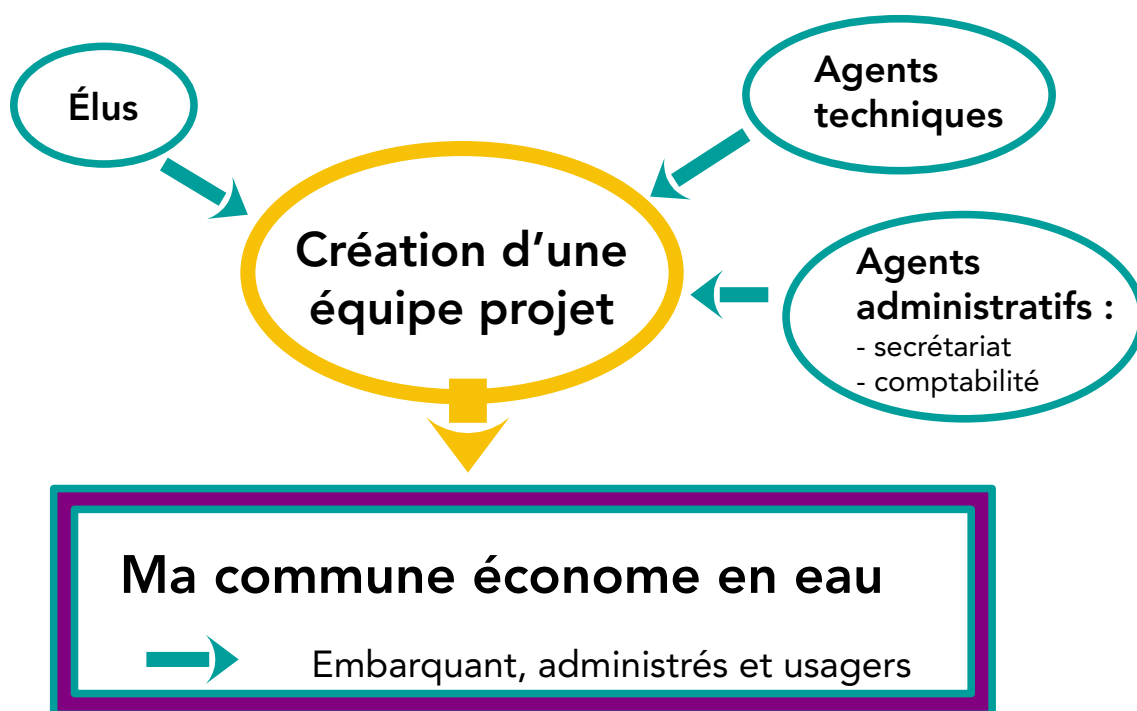 Élus
Agents
techniques
Création d’une
équipe projet
Agents
administratifs :
- secrétariat
- comptabilité
Ma commune économe en eau
Embarquant, administrés et usagers